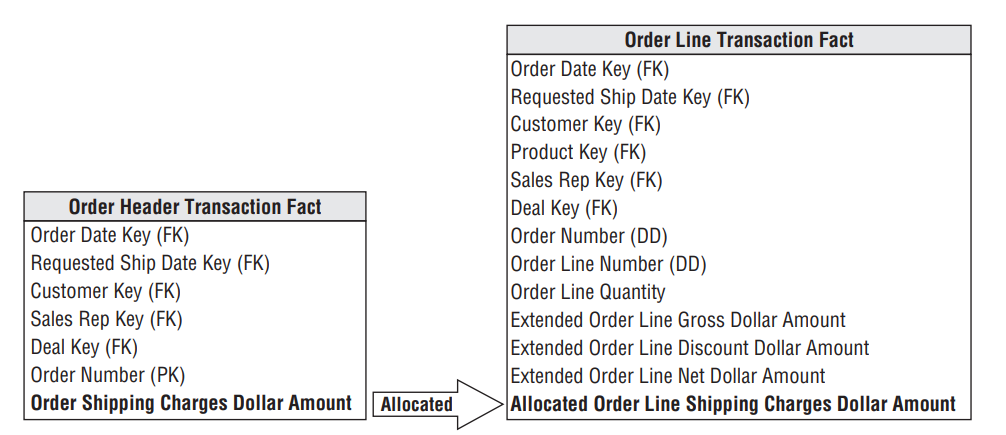 Order Header Transaction Fact
Order Date Key (FK)
Requested Ship Date Key (FK)
Customer Key (FK)
Sales Rep Key (FK)
Deal Key (FK)
Order Number (PK)
Order Shipping Charges Dollar Amount
Allocated
Order Line Transaction Fact
Order Date Key (FK)
Requested Ship Date Key (FK)
Customer Key (FK)
Product Key (FK)
Sales Rep Key (FK)
Deal Key (FK)
Order Number (DD)
Order Line Number (DD)
Order Line Quantity
Extended Order Line Gross Dollar Amount
Extended Order Line Discount Dollar Amount
Extended Order Line Net Dollar Amount
Allocated Order Line Shipping Charges Dollar Amount